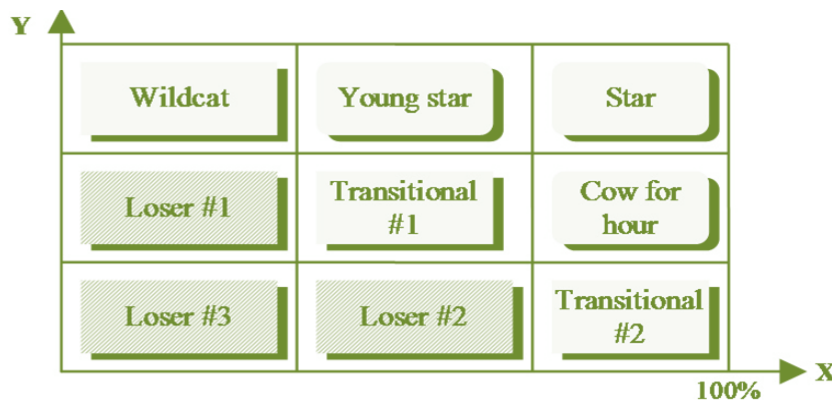 Y
Wildcat
Young star
Star
Loser #1
Transitional
#1
Cow for
hour
Loser #3
Loser #2
Transitional
#2
X
100%